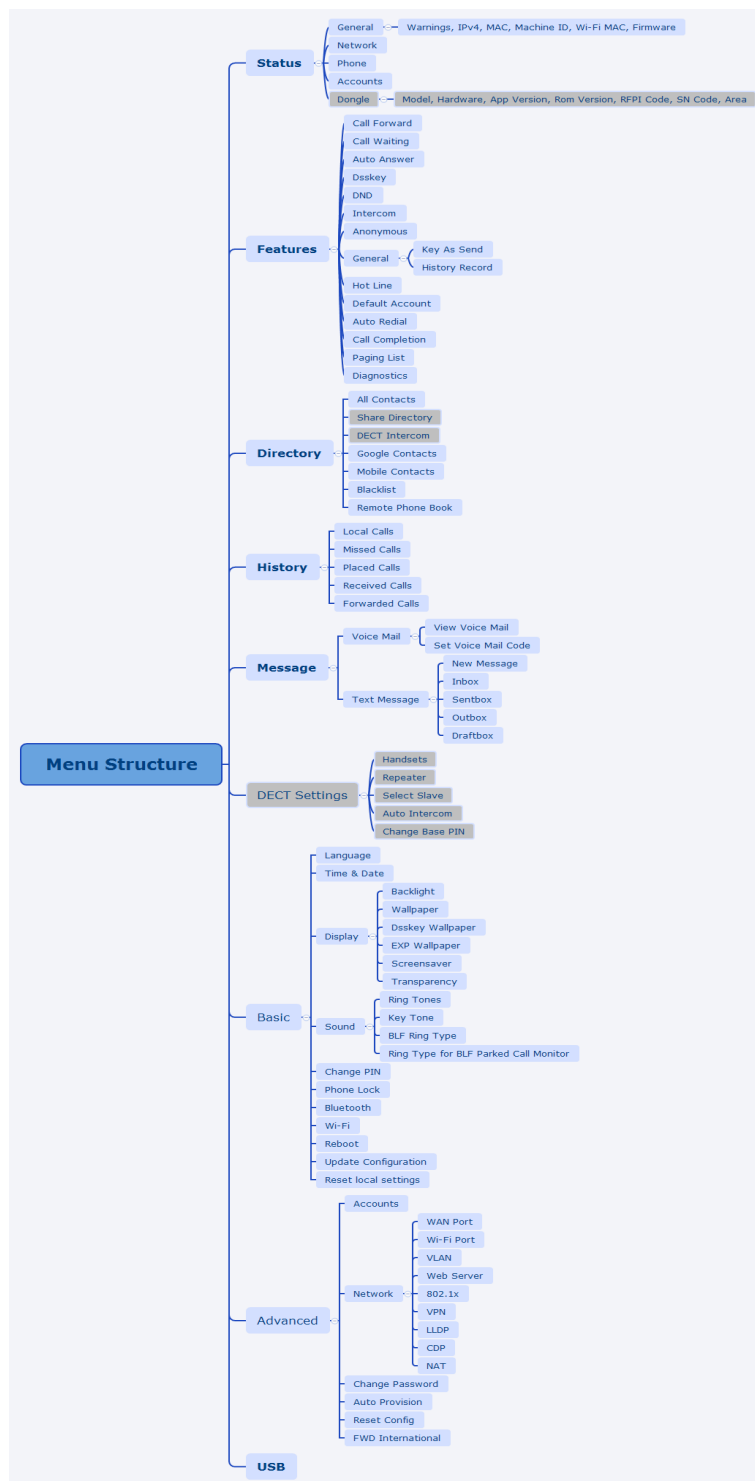 General
Warnings, IPv4, MAC, Machine ID, Wi-Fi MAC, Firmware
Network
Status
Phone
Accounts
Dongle
Model, Hardware, App Version, Rom Version, RFPI Code, SN Code, Area
Call Forward
Call Waiting
Auto Answer
Dsskey
DND
Intercom
Anonymous
Features
General
Key As Send
History Record
Hot Line
Default Account
Auto Redial
Call Completion
Paging List
Diagnostics
All Contacts
Share Directory
DECT Intercom
Directory
Google Contacts
Mobile Contacts
Blacklist
Remote Phone Book
Local Calls
Missed Calls
History
Placed Calls
Received Calls
Forwarded Calls
Message
Voice Mail
View Voice Mail
Set Voice Mail Code
Text Message
New Message
Inbox
Sentbox
Outbox
Draftbox
Menu Structure
DECT Settings
Handsets
Repeater
Select Slave
Auto Intercom
Change Base PIN
Basic
Language
Time & Date
Display
Backlight
Wallpaper
Dsskey Wallpaper
EXP Wallpaper
Screensaver
Transparency
Sound
Ring Tones
Key Tone
BLF Ring Type
Ring Type for BLF Parked Call Monitor
Change PIN
Phone Lock
Bluetooth
Wi-Fi
Reboot
Update Configuration
Reset local settings
Advanced
Accounts
Network
WAN Port
Wi-Fi Port
VLAN
Web Server
802.1x
VPN
LLDP
CDP
NAT
Change Password
Auto Provision
Reset Config
FWD International
USB